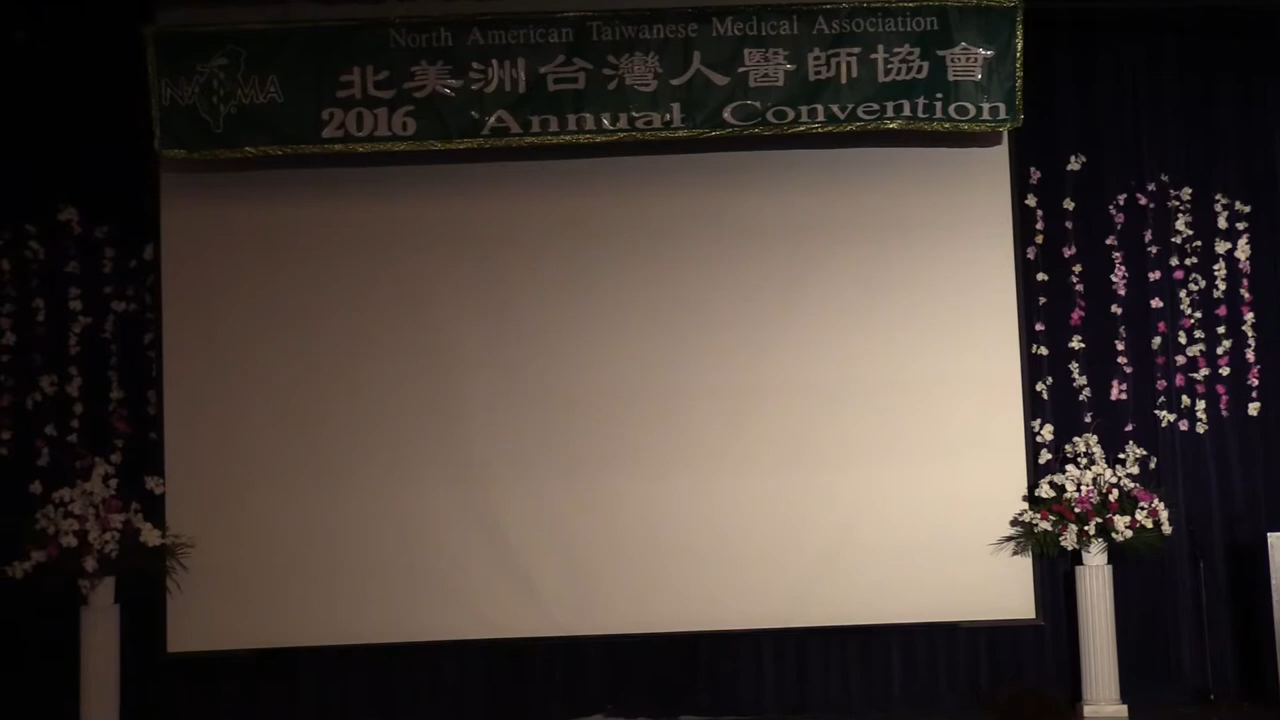 North American Taiwanese Medical Association
NATMA
北美洲台灣人醫師協會
2016 Annual Convention